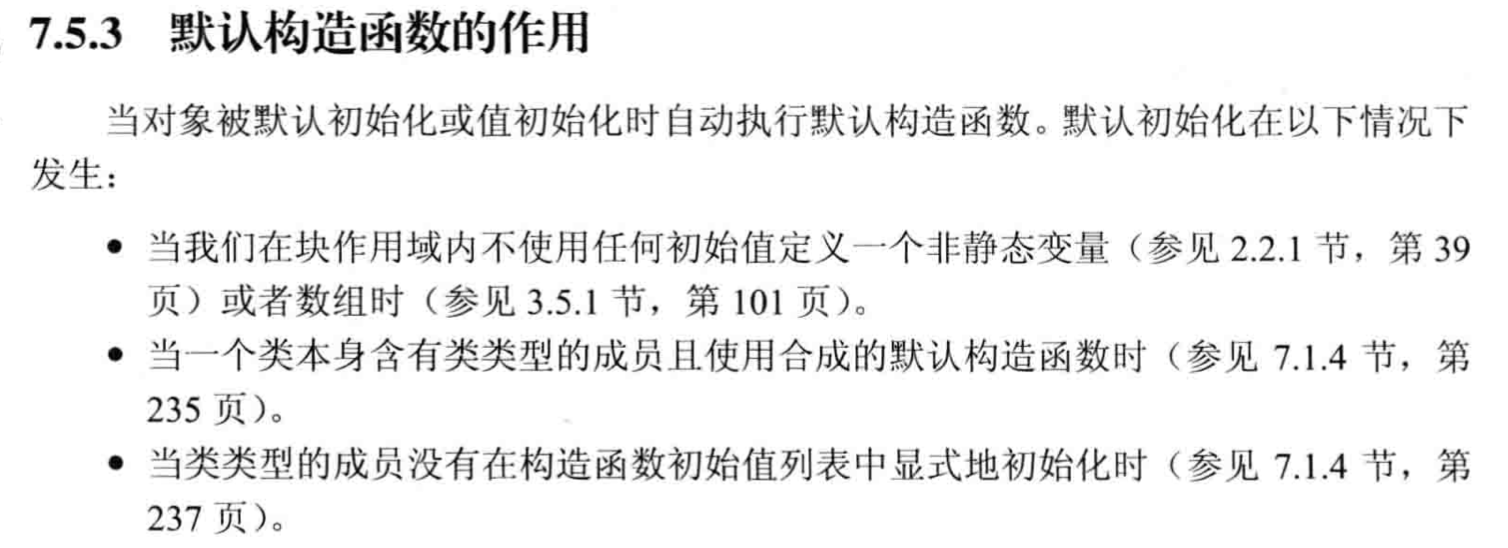 7.5.3 默认构造函数的作用
当对象被默认初始化或值初始化时自动执行默认构造函数。默认初始化在以下情况下
发生：
● 当我们在块作用域内不使用任何初始值定义一个非静态变量（参见 2.2.1 节，第 39
页）或者数组时（参见 3.5.1 节，第 101 页）。
● 当一个类本身含有类类型的成员且使用合成的默认构造函数时（参见 7.1.4 节，第
235 页）。
● 当类类型的成员没有在构造函数初始值列表中显式地初始化时（参见 7.1.4 节，第
237 页）。